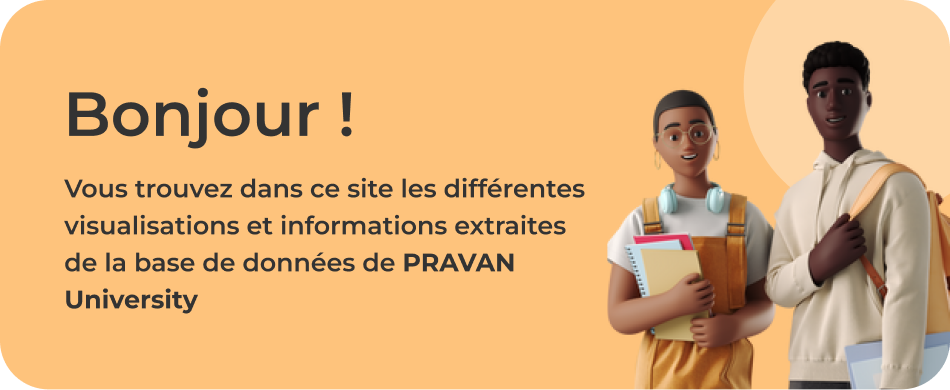 Bonjour !
Vous trouvez dans ce site les différentes
visualisations et informations extraites
de la base de données de PRAVAN
University